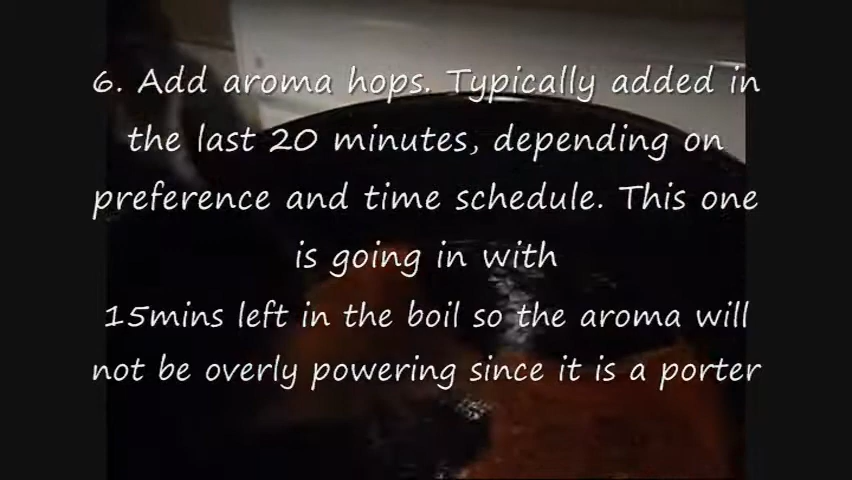 6. Add aroma hops. Typically added in
the last 20 minutes, depending on
preference and time schedule. This one
is going in with
15mins left in the boil so the aroma will
not be overly powering since it is a porter